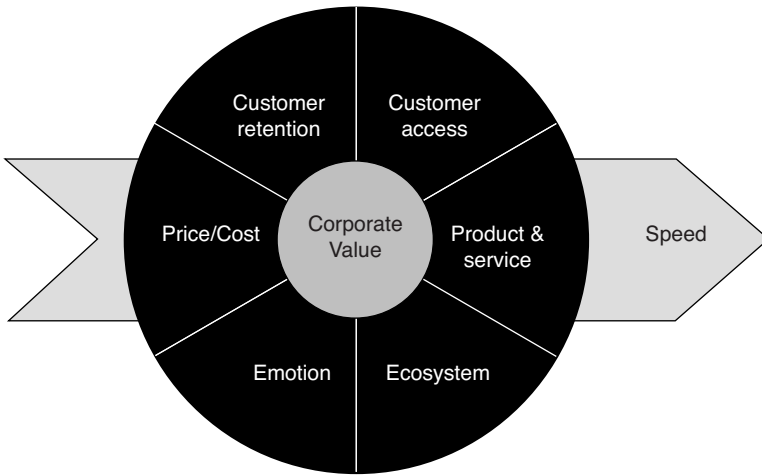 Customer
retention
Customer
access
Price/Cost
Corporate
Value
Product &
service
Speed
Emotion
Ecosystem